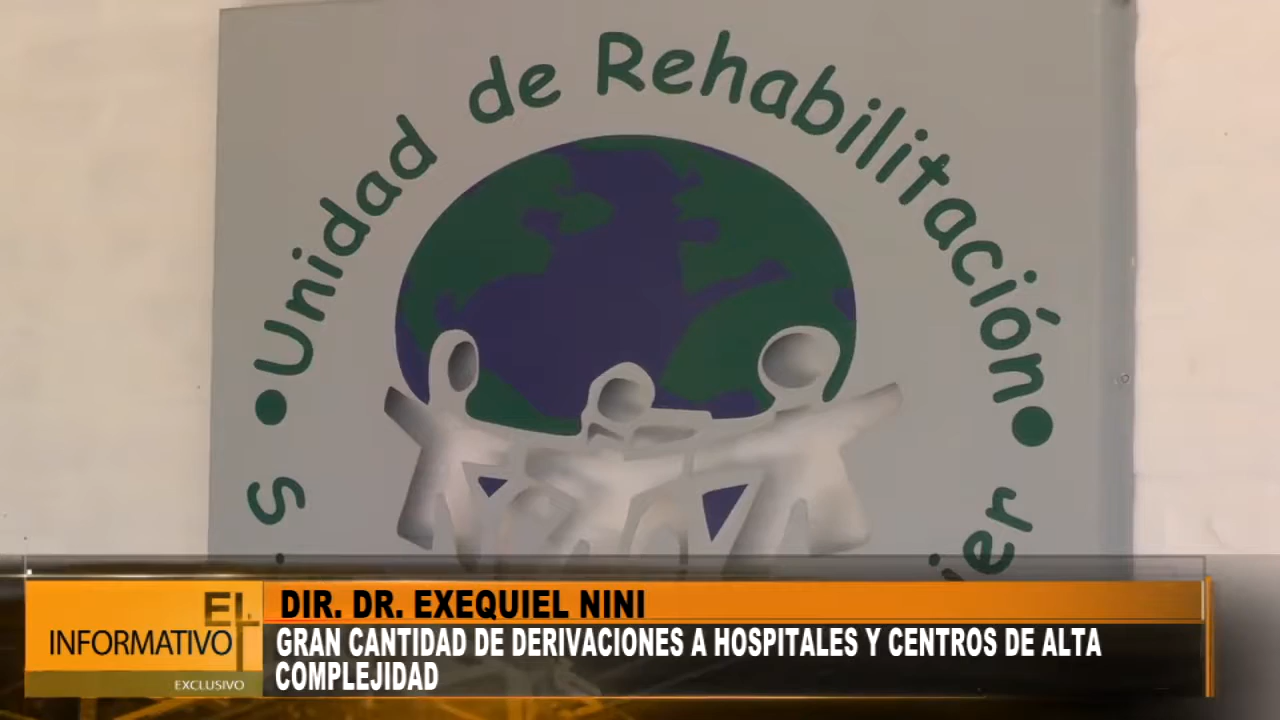 Unidad de Rehabilitación
EL
INFORMATIVO
EXCLUSIVO
DIR. DR. EXEQUIEL NINI
GRAN CANTIDAD DE DERIVACIONES A HOSPITALES Y CENTROS DE ALTA
COMPLEJIDAD